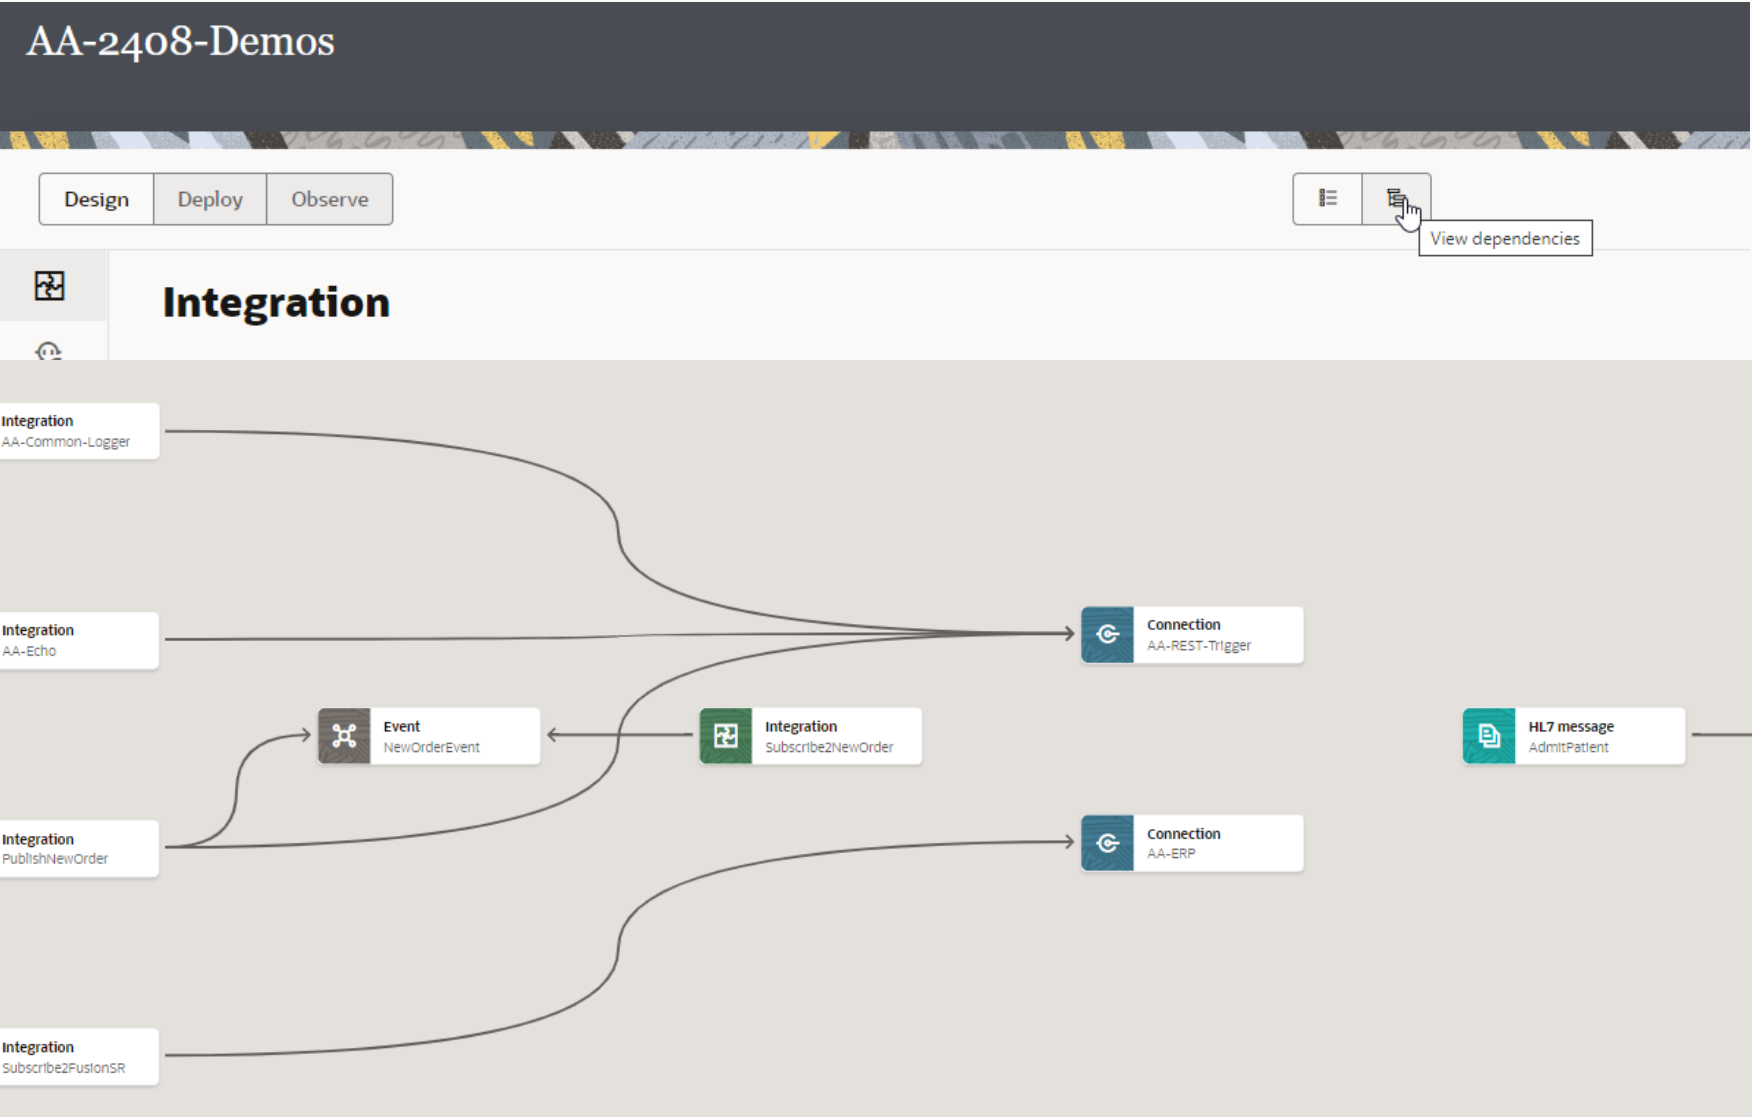 AA-2408-Demos
Design
Deploy
Observe
View dependencies
Integration
Integration
AA-Common-Logger
Integration
AA-Echo
Connection
AA-REST-Trigger
Event
NewOrderEvent
Integration
Subscribe2NewOrder
HL7 message
AdmitPatient
Integration
PublishNewOrder
Connection
AA-ERP
Integration
Subscribe2FusionSR